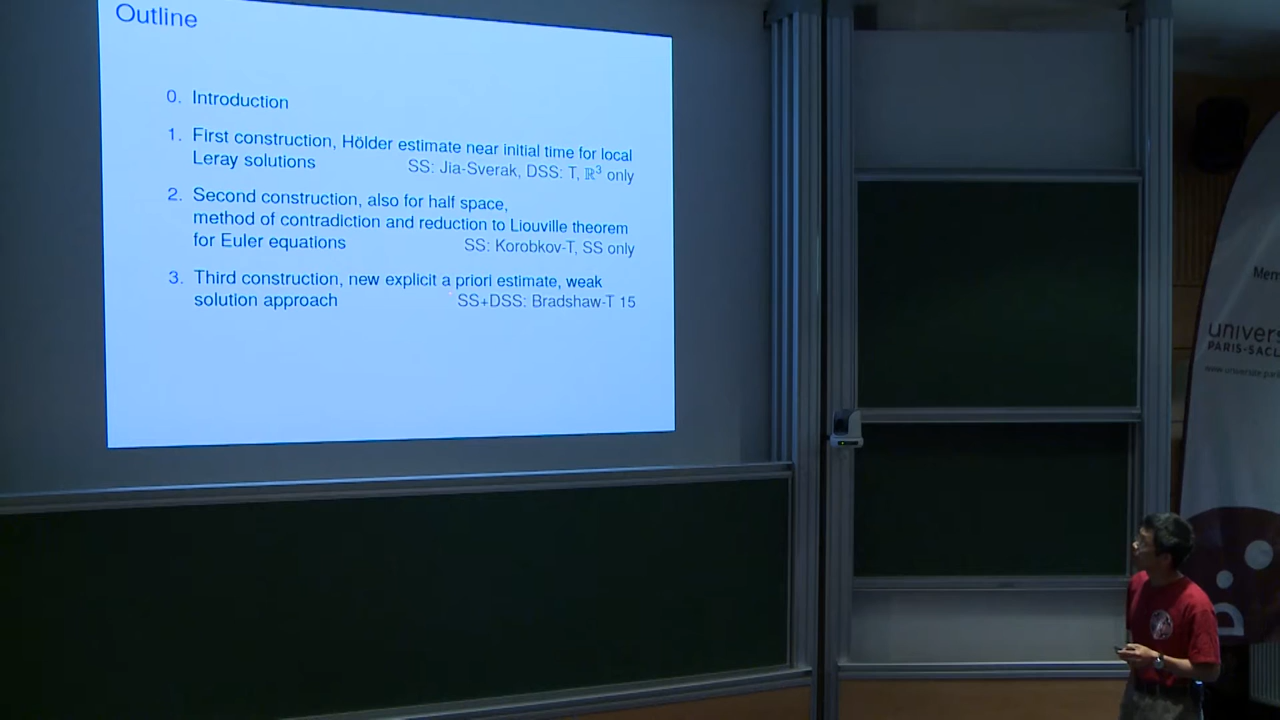 Outline
0. Introduction
1. First construction, Hölder estimate near initial time for local
Leray solutions SS: Jia-Sverak, DSS: T, ℝ³ only
2. Second construction, also for half space,
method of contradiction and reduction to Liouville theorem
for Euler equations SS: Korobkov-T, SS only
3. Third construction, new explicit a priori estimate, weak
solution approach SS+DSS: Bradshaw-T 15
Mem
univers
PARIS-SACL